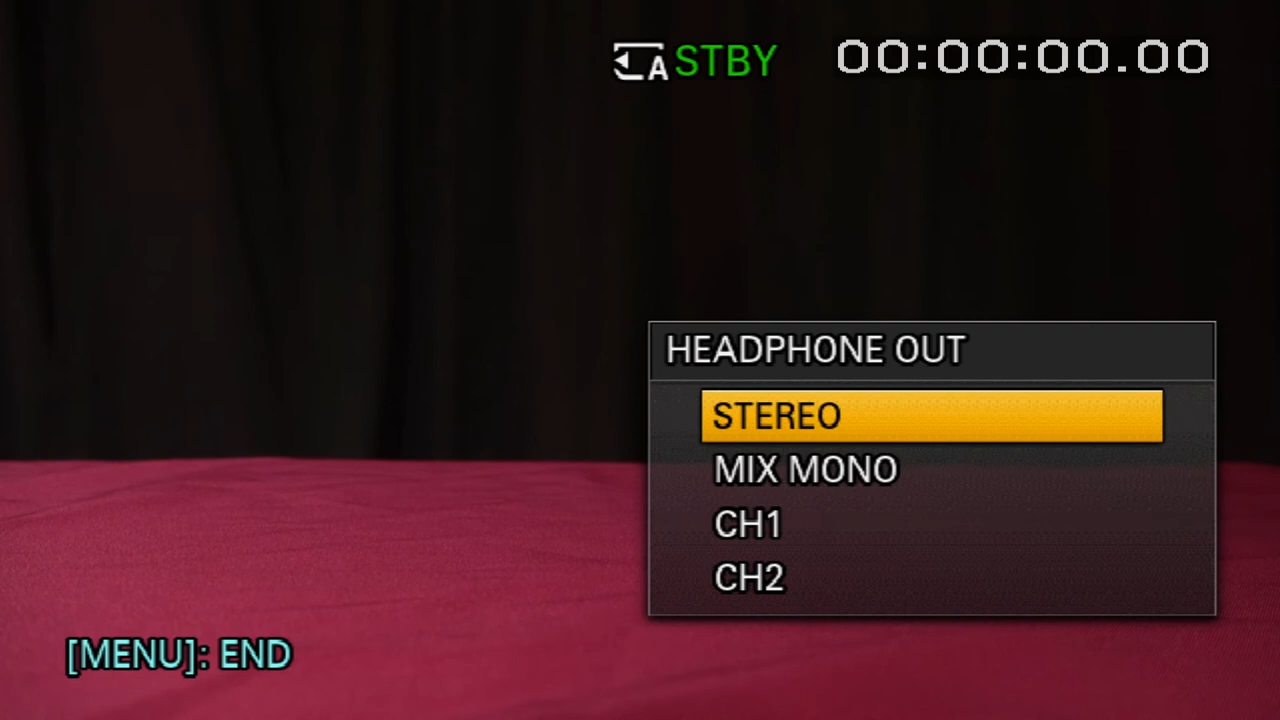 A STBY 00:00:00.00
HEADPHONE OUT
STEREO
MIX MONO
CH1
CH2
[MENU]: END